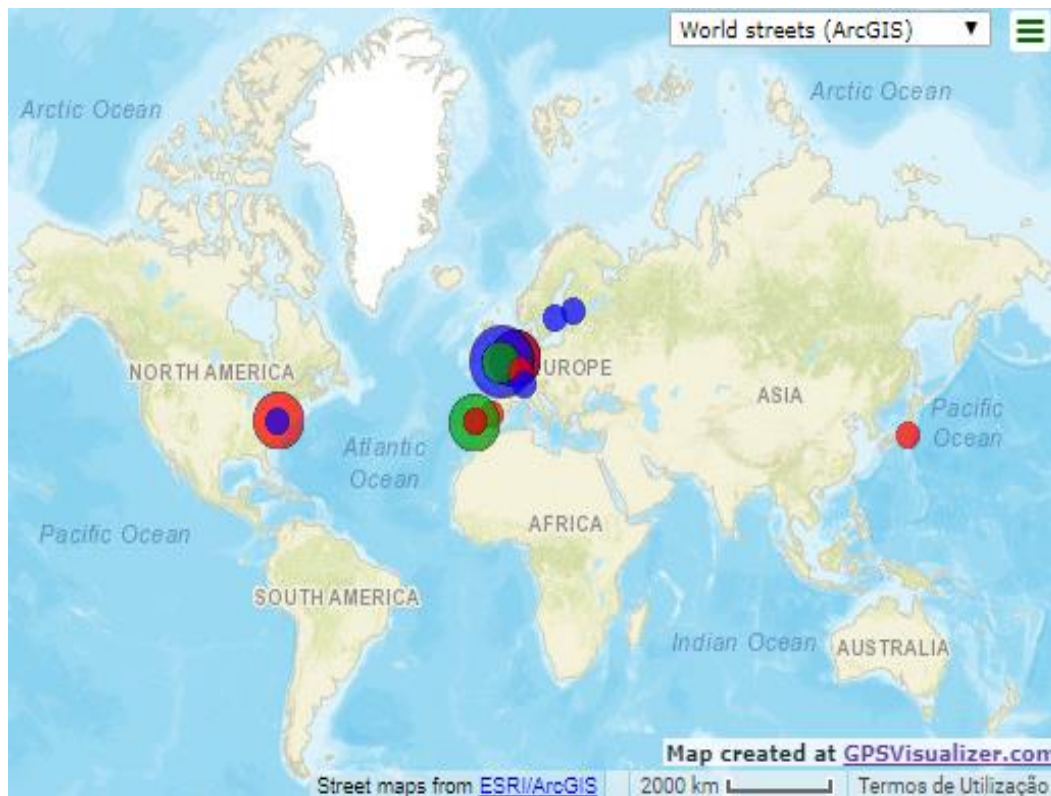 World streets (ArcGIS)
Arctic Ocean
Arctic Ocean
NORTH AMERICA
UROPE
ASIA
Pacific
Ocean
Atlantic
Ocean
AFRICA
Pacific Ocean
SOUTH AMERICA
Indian Ocean
AUSTRALIA
Map created at GPSVisualizer.com
Street maps from ESRI/ArcGIS 2000 km Termos de Utilização